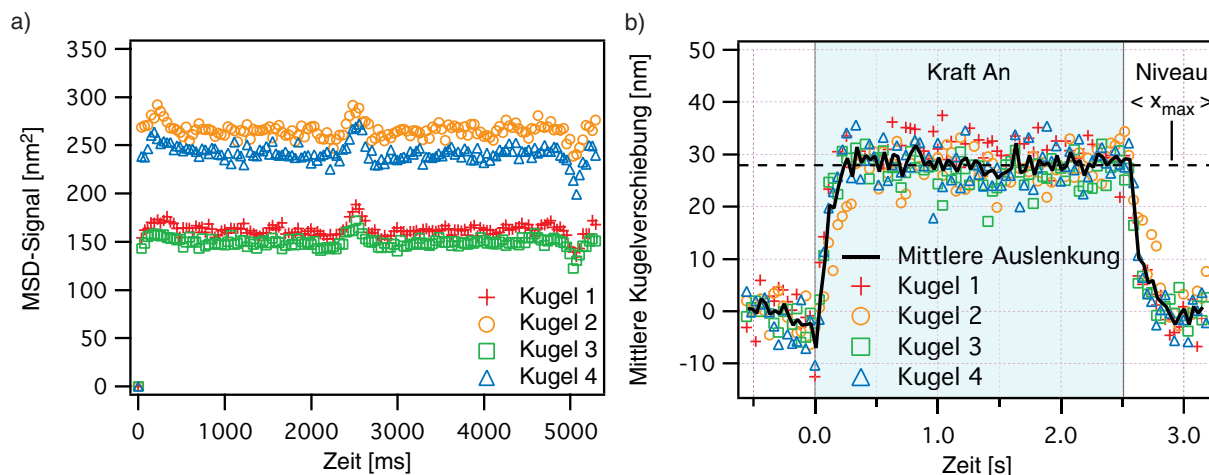 a)
MSD-Signal [nm²]
350
300
250
200
150
100
50
0
Kugel 1
Kugel 2
Kugel 3
Kugel 4
0
1000
2000
3000
4000
5000
Zeit [ms]
b)
Mittlere Kugelverschiebung [nm]
50
40
30
20
10
0
-10
Kraft An
Niveau
< x_max >
Mittlere Auslenkung
Kugel 1
Kugel 2
Kugel 3
Kugel 4
0.0
1.0
2.0
3.0
Zeit [s]